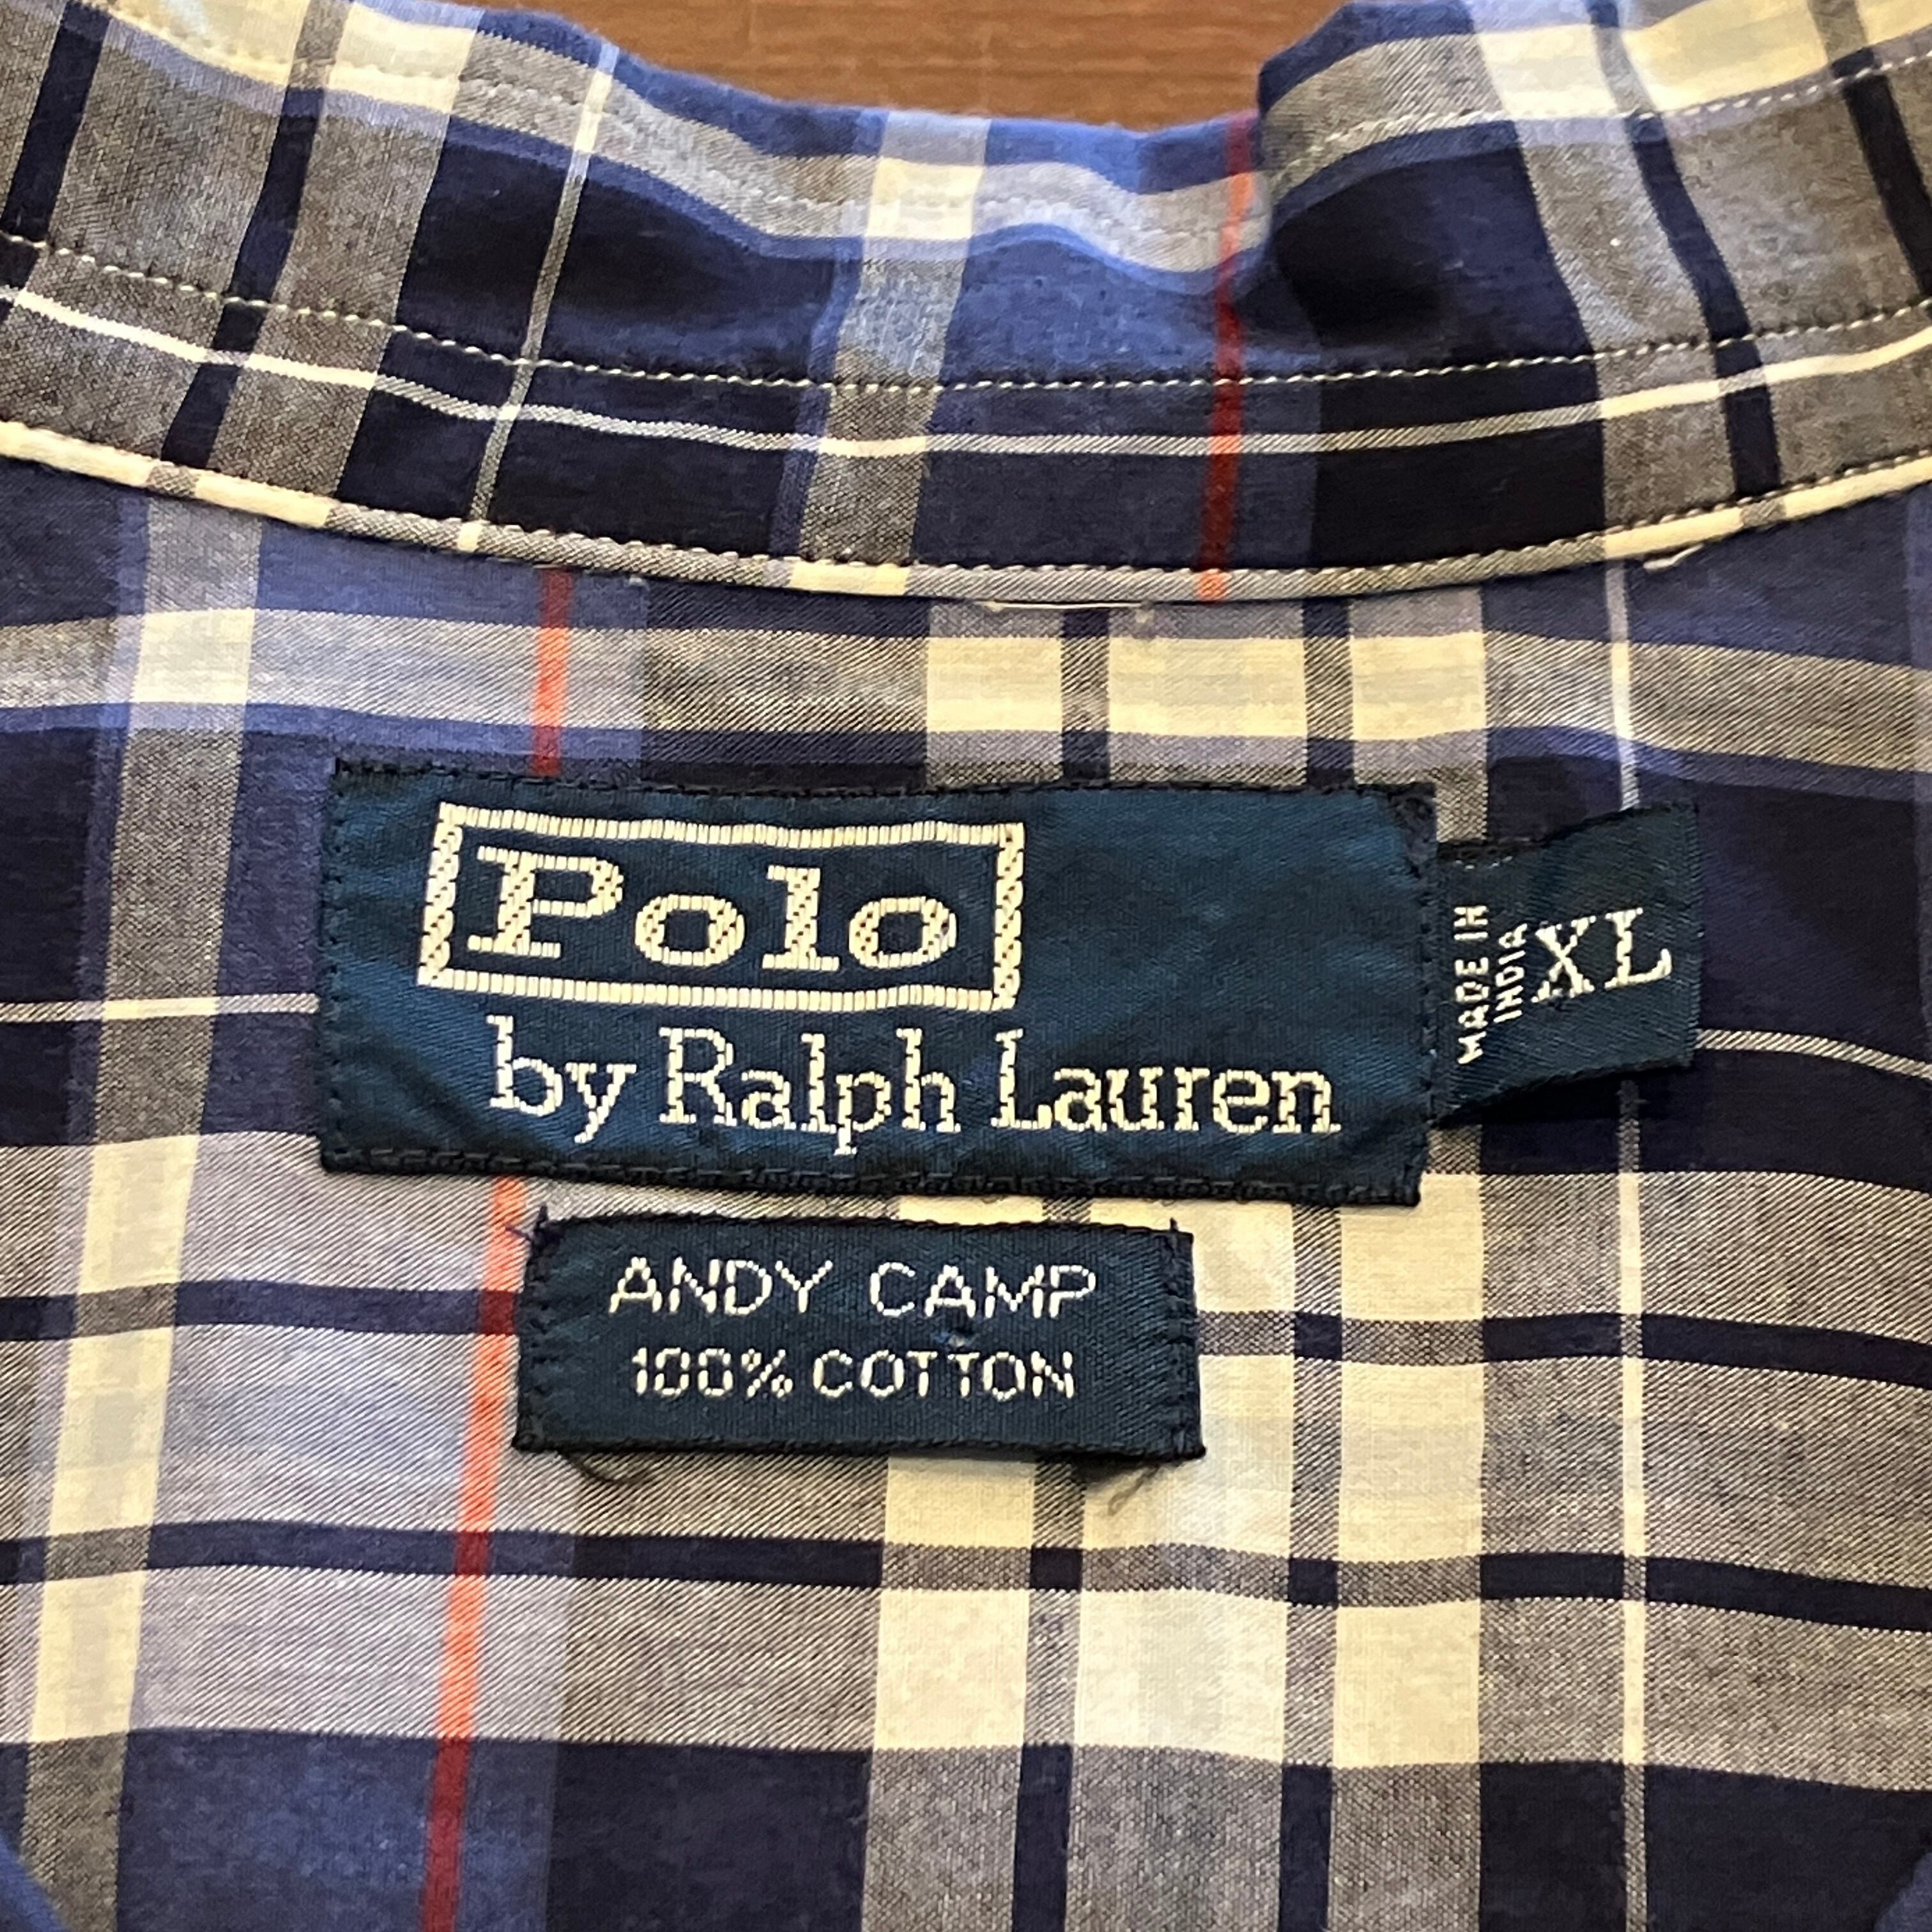 Polo
by Ralph Lauren
MADE IN
INDIA
XL
ANDY CAMP
100% COTTON